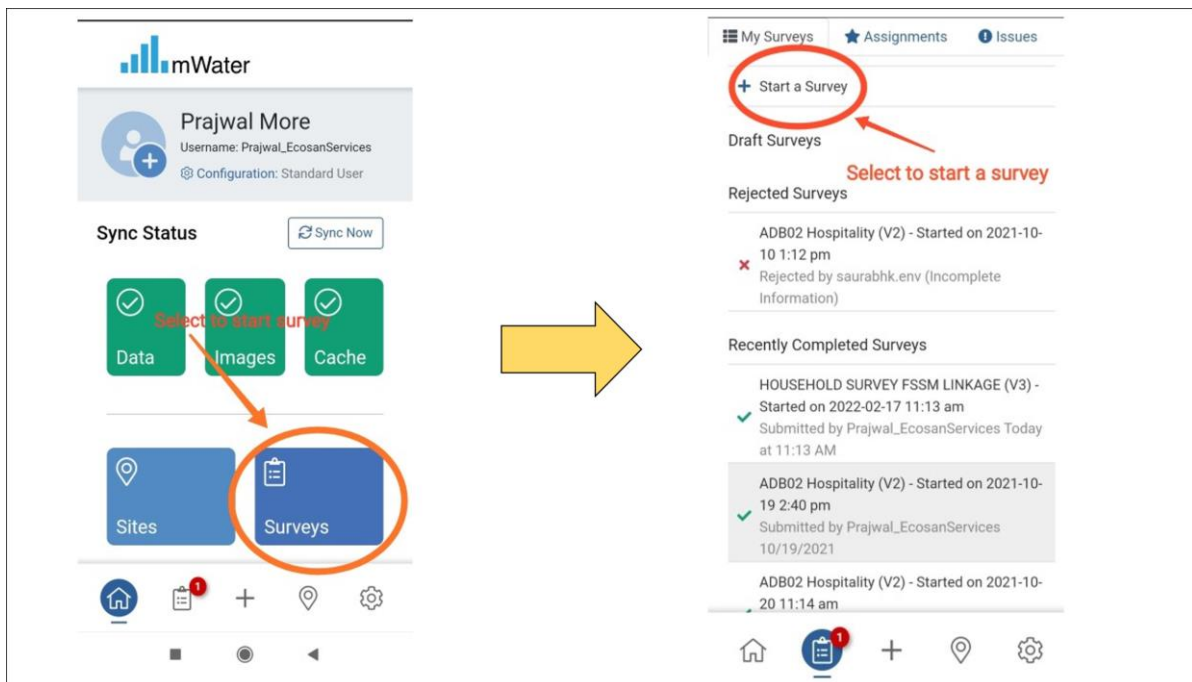 mWater
Prajwal More
Username: Prajwal_EcosanServices
Configuration: Standard User
Sync Status
Sync Now
Select to start survey
Data
Images
Cache
Sites
Surveys
1
My Surveys
Assignments
Issues
+ Start a Survey
Draft Surveys
Select to start a survey
Rejected Surveys
ADB02 Hospitality (V2) - Started on 2021-10-
10 1:12 pm
Rejected by saurabhk.env (Incomplete
Information)
Recently Completed Surveys
HOUSEHOLD SURVEY FSSM LINKAGE (V3) -
Started on 2022-02-17 11:13 am
Submitted by Prajwal_EcosanServices Today
at 11:13 AM
ADB02 Hospitality (V2) - Started on 2021-10-
19 2:40 pm
Submitted by Prajwal_EcosanServices
10/19/2021
ADB02 Hospitality (V2) - Started on 2021-10-
20 11:14 am
1